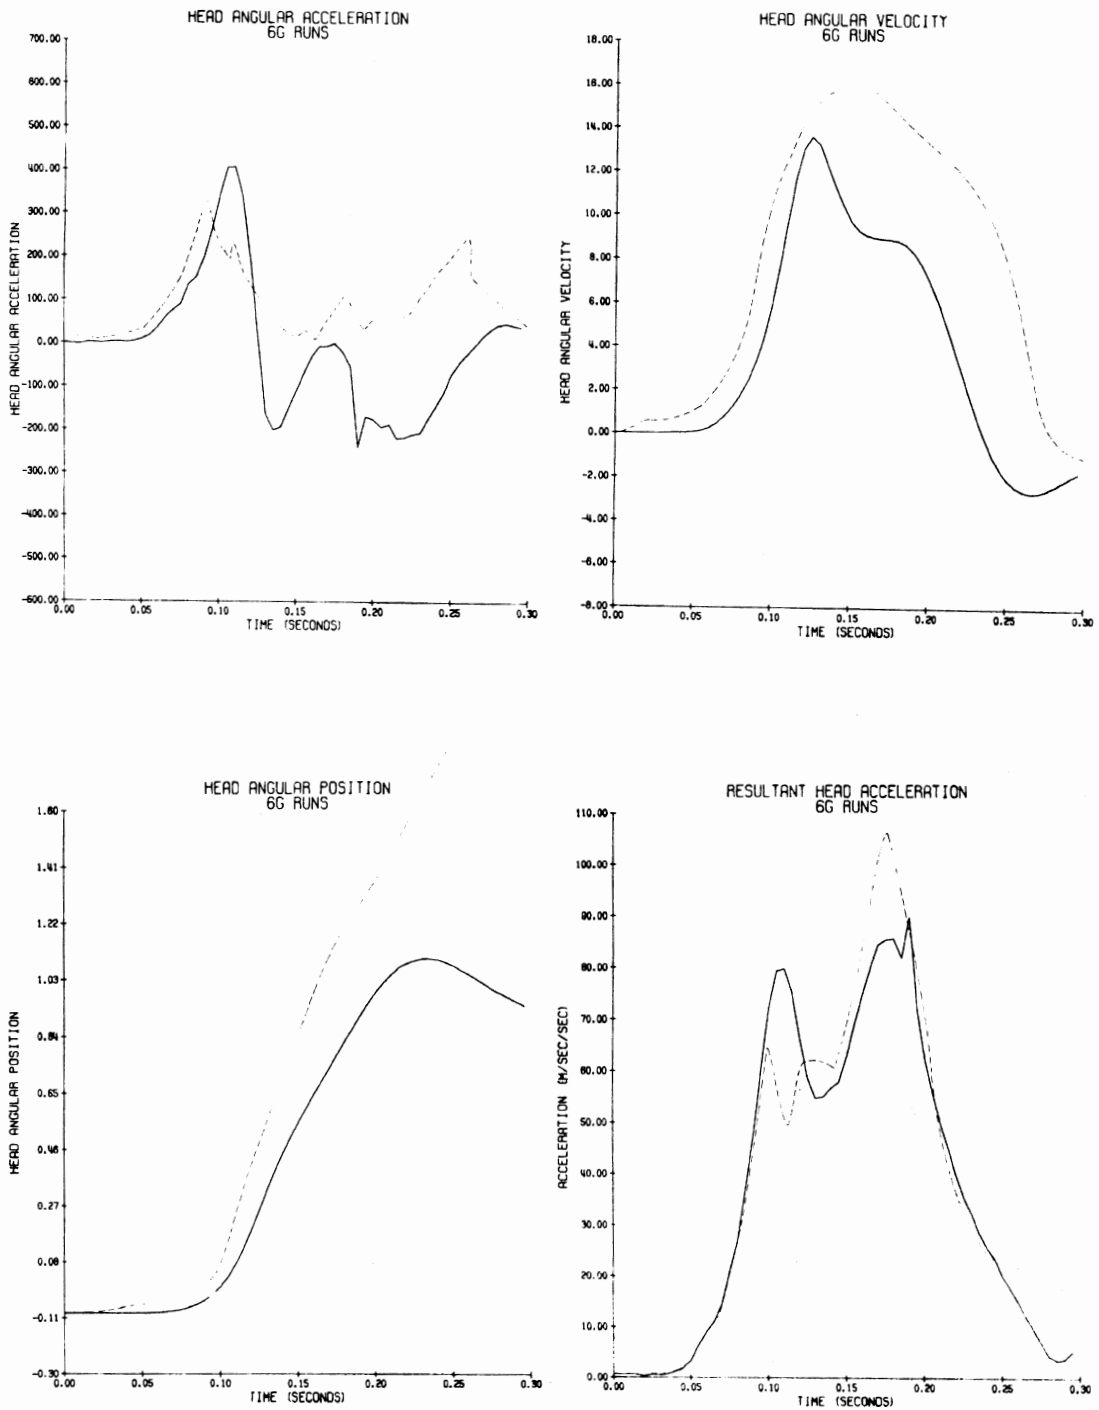 HEAD ANGULAR ACCELERATION
6G RUNS
700.00
600.00
500.00
400.00
300.00
200.00
100.00
0.00
-100.00
-200.00
-300.00
-400.00
-500.00
-600.00
HEAD ANGULAR ACCELERATION
0.00 0.05 0.10 0.15 0.20 0.25 0.30
TIME (SECONDS)
HEAD ANGULAR VELOCITY
6G RUNS
18.00
16.00
14.00
12.00
10.00
8.00
6.00
4.00
2.00
0.00
-2.00
-4.00
-6.00
-8.00
HEAD ANGULAR VELOCITY
0.00 0.05 0.10 0.15 0.20 0.25 0.30
TIME (SECONDS)
HEAD ANGULAR POSITION
6G RUNS
1.60
1.41
1.22
1.03
0.84
0.65
0.46
0.27
0.08
-0.11
-0.30
HEAD ANGULAR POSITION
0.00 0.05 0.10 0.15 0.20 0.25 0.30
TIME (SECONDS)
RESULTANT HEAD ACCELERATION
6G RUNS
110.00
100.00
90.00
80.00
70.00
60.00
50.00
40.00
30.00
20.00
10.00
0.00
ACCELERATION (M/SEC/SEC)
0.00 0.05 0.10 0.15 0.20 0.25 0.30
TIME (SECONDS)